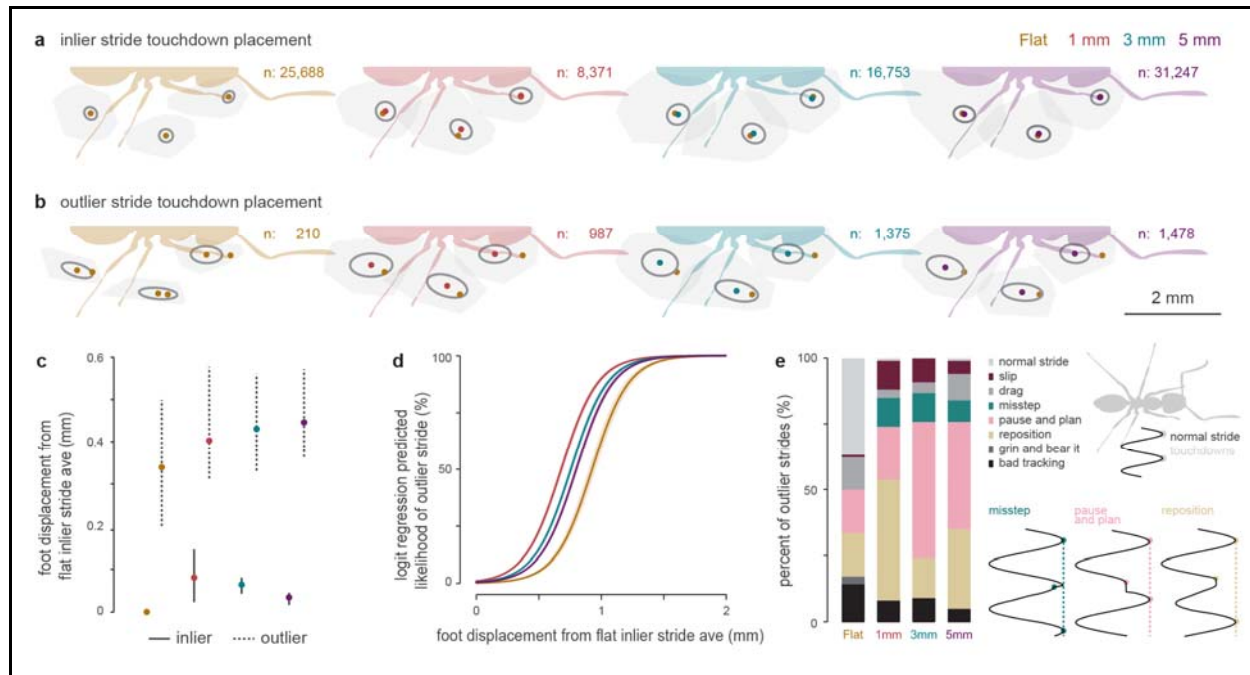 a inlier stride touchdown placement
Flat 1 mm 3 mm 5 mm
n: 25,688
n: 8,371
n: 16,753
n: 31,247
b outlier stride touchdown placement
n: 210
n: 987
n: 1,375
n: 1,478
2 mm
c
foot displacement from
flat inlier stride ave (mm)
0.6
0.4
0.2
0
inlier outlier
d
logit regression predicted
likelihood of outlier stride (%)
100
50
0
0 1 2
foot displacement from flat inlier stride ave (mm)
e
percent of outlier strides (%)
100
50
0
Flat 1mm 3mm 5mm
normal stride
slip
drag
misstep
pause and plan
reposition
grin and bear it
bad tracking
normal stride
touchdowns
misstep
pause
and plan
reposition